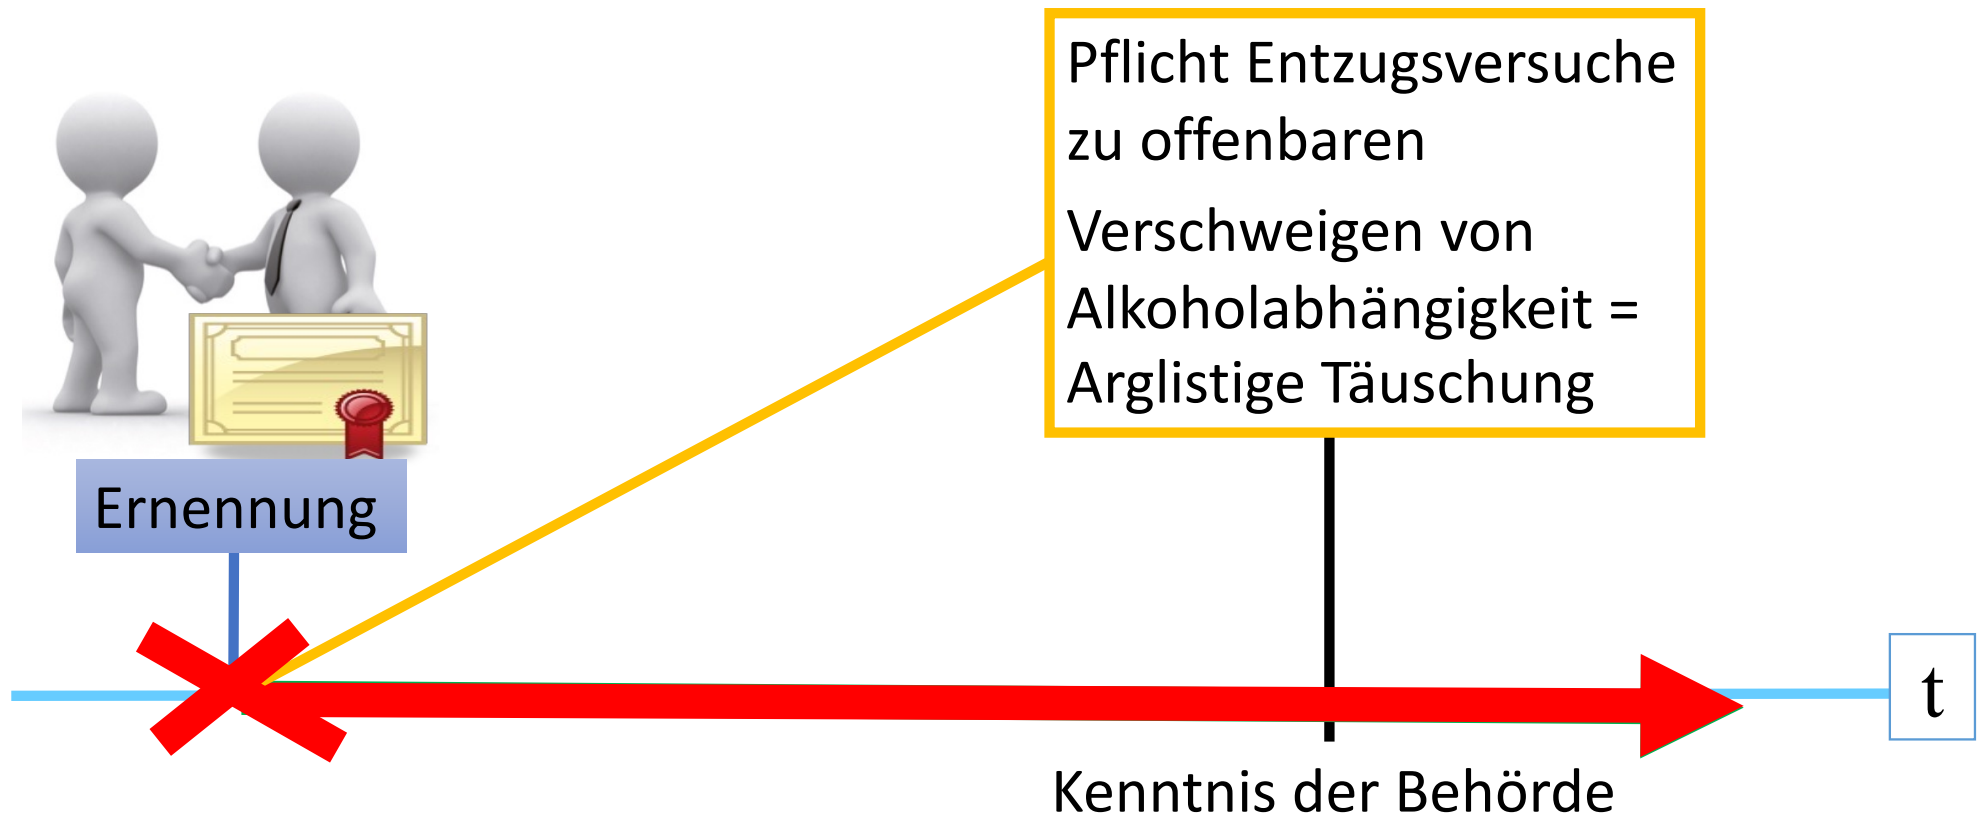 Pflicht Entzugsversuche
zu offenbaren
Verschweigen von
Alkoholabhängigkeit =
Arglistige Täuschung
Ernennung
t
Kenntnis der Behörde